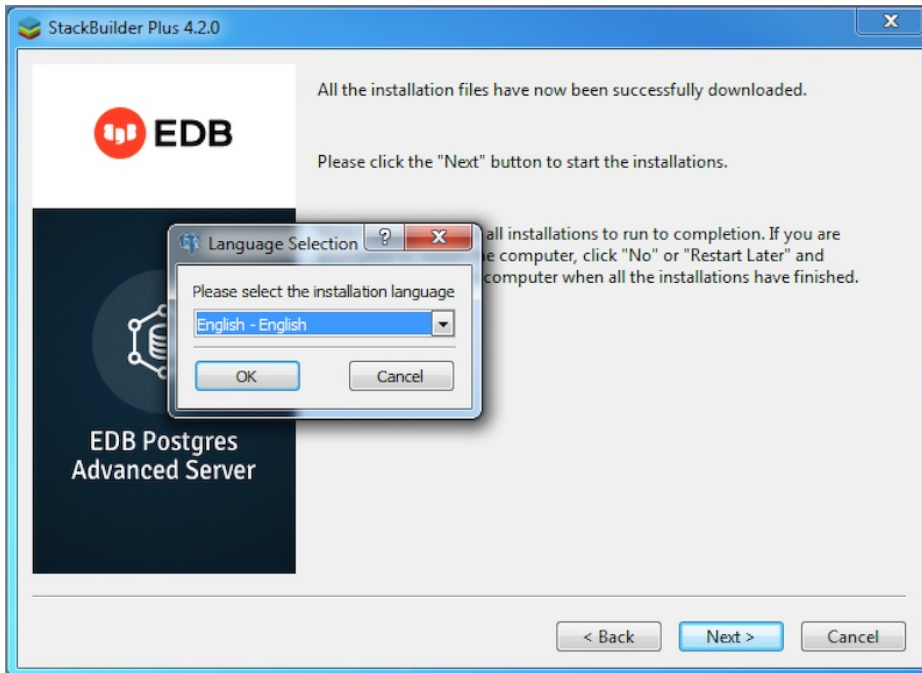 StackBuilder Plus 4.2.0
EDB
All the installation files have now been successfully downloaded.
Please click the "Next" button to start the installations.
all installations to run to completion. If you are
computer, click "No" or "Restart Later" and
computer when all the installations have finished.
Language Selection
Please select the installation language
English - English
OK
Cancel
EDB Postgres
Advanced Server
< Back
Next >
Cancel